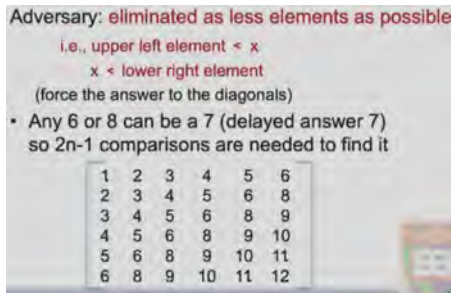 Adversary: eliminated as less elements as possible
i.e., upper left element < x
x < lower right element
(force the answer to the diagonals)
• Any 6 or 8 can be a 7 (delayed answer 7)
so 2n-1 comparisons are needed to find it
1 2 3 4 5 6
2 3 4 5 6 8
3 4 5 6 8 9
4 5 6 8 9 10
5 6 8 9 10 11
6 8 9 10 11 12